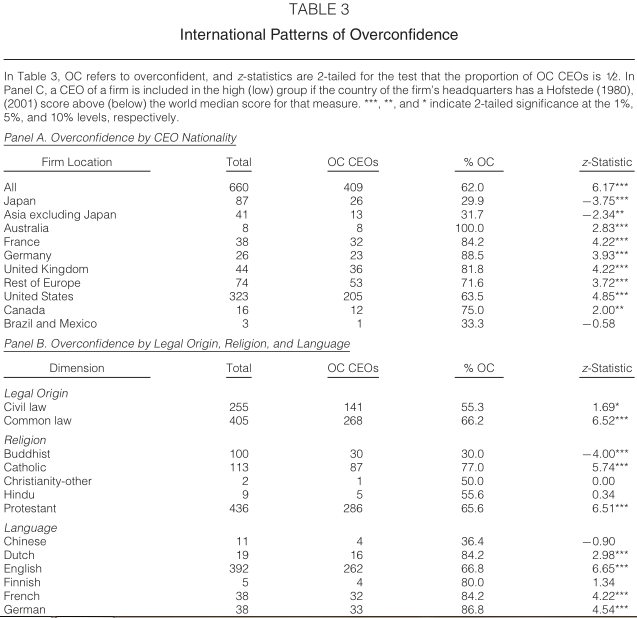 TABLE 3
International Patterns of Overconfidence
In Table 3, OC refers to overconfident, and z-statistics are 2-tailed for the test that the proportion of OC CEOs is 1⁄2. In
Panel C, a CEO of a firm is included in the high (low) group if the country of the firm's headquarters has a Hofstede (1980),
(2001) score above (below) the world median score for that measure. ***, **, and * indicate 2-tailed significance at the 1%,
5%, and 10% levels, respectively.
Panel A. Overconfidence by CEO Nationality
Firm Location Total OC CEOs % OC z-Statistic
All 660 409 62.0 6.17***
Japan 87 26 29.9 −3.75***
Asia excluding Japan 41 13 31.7 −2.34**
Australia 8 8 100.0 2.83***
France 38 32 84.2 4.22***
Germany 26 23 88.5 3.93***
United Kingdom 44 36 81.8 4.22***
Rest of Europe 74 53 71.6 3.72***
United States 323 205 63.5 4.85***
Canada 16 12 75.0 2.00**
Brazil and Mexico 3 1 33.3 −0.58
Panel B. Overconfidence by Legal Origin, Religion, and Language
Dimension Total OC CEOs % OC z-Statistic
Legal Origin
Civil law 255 141 55.3 1.69*
Common law 405 268 66.2 6.52***
Religion
Buddhist 100 30 30.0 −4.00***
Catholic 113 87 77.0 5.74***
Christianity-other 2 1 50.0 0.00
Hindu 9 5 55.6 0.34
Protestant 436 286 65.6 6.51***
Language
Chinese 11 4 36.4 −0.90
Dutch 19 16 84.2 2.98***
English 392 262 66.8 6.65***
Finnish 5 4 80.0 1.34
French 38 32 84.2 4.22***
German 38 33 86.8 4.54***